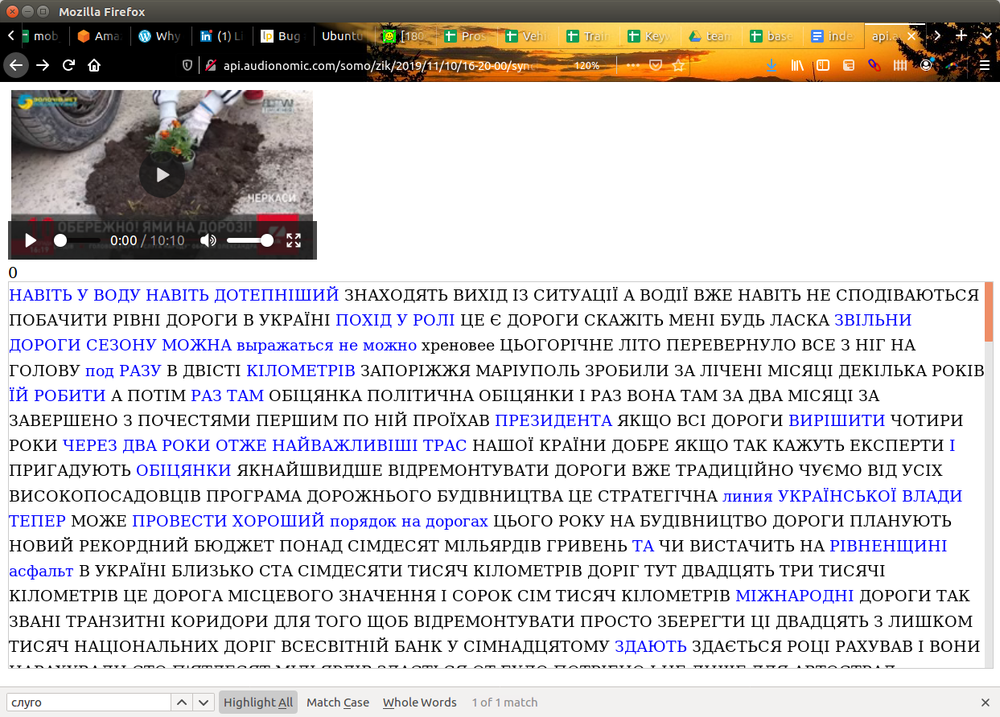 Mozilla Firefox
mob
Ama
Why
(1) Li
Bug
Ubuntu
[180
Pros
Vehi
Train
Keyw
team
base
inde
api.a
api.audionomic.com/somo/zik/2019/11/10/16-20-00/sync
120%
ЧЕРКАСИ
ОБЕРЕЖНО! ЯМИ НА ДОРОЗІ!
16:19
0:00 / 10:10
0
НАВІТЬ У ВОДУ НАВІТЬ ДОТЕПНІШИЙ ЗНАХОДЯТЬ ВИХІД ІЗ СИТУАЦІЇ А ВОДІЇ ВЖЕ НАВІТЬ НЕ СПОДІВАЮТЬСЯ
ПОБАЧИТИ РІВНІ ДОРОГИ В УКРАЇНІ ПОХІД У РОЛІ ЦЕ Є ДОРОГИ СКАЖІТЬ МЕНІ БУДЬ ЛАСКА ЗВІЛЬНИ
ДОРОГИ СЕЗОНУ МОЖНА выражаться не можно хреновее ЦЬОГОРІЧНЕ ЛІТО ПЕРЕВЕРНУЛО ВСЕ З НІГ НА
ГОЛОВУ под РАЗУ В ДВІСТІ КІЛОМЕТРІВ ЗАПОРІЖЖЯ МАРІУПОЛЬ ЗРОБИЛИ ЗА ЛІЧЕНІ МІСЯЦІ ДЕКІЛЬКА РОКІВ
ЇЙ РОБИТИ А ПОТІМ РАЗ ТАМ ОБІЦЯНКА ПОЛІТИЧНА ОБІЦЯНКИ І РАЗ ВОНА ТАМ ЗА ДВА МІСЯЦІ ЗА
ЗАВЕРШЕНО З ПОЧЕСТЯМИ ПЕРШИМ ПО НІЙ ПРОЇХАВ ПРЕЗИДЕНТА ЯКЩО ВСІ ДОРОГИ ВИРІШИТИ ЧОТИРИ
РОКИ ЧЕРЕЗ ДВА РОКИ ОТЖЕ НАЙВАЖЛИВІШІ ТРАС НАШОЇ КРАЇНИ ДОБРЕ ЯКЩО ТАК КАЖУТЬ ЕКСПЕРТИ І
ПРИГАДУЮТЬ ОБІЦЯНКИ ЯКНАЙШВИДШЕ ВІДРЕМОНТУВАТИ ДОРОГИ ВЖЕ ТРАДИЦІЙНО ЧУЄМО ВІД УСІХ
ВИСОКОПОСАДОВЦІВ ПРОГРАМА ДОРОЖНЬОГО БУДІВНИЦТВА ЦЕ СТРАТЕГІЧНА линия УКРАЇНСЬКОЇ ВЛАДИ
ТЕПЕР МОЖЕ ПРОВЕСТИ ХОРОШИЙ порядок на дорогах ЦЬОГО РОКУ НА БУДІВНИЦТВО ДОРОГИ ПЛАНУЮТЬ
НОВИЙ РЕКОРДНИЙ БЮДЖЕТ ПОНАД СІМДЕСЯТ МІЛЬЯРДІВ ГРИВЕНЬ ТА ЧИ ВИСТАЧИТЬ НА РІВНЕНЩИНІ
асфальт В УКРАЇНІ БЛИЗЬКО СТА СІМДЕСЯТИ ТИСЯЧ КІЛОМЕТРІВ ДОРІГ ТУТ ДВАДЦЯТЬ ТРИ ТИСЯЧІ
КІЛОМЕТРІВ ЦЕ ДОРОГА МІСЦЕВОГО ЗНАЧЕННЯ І СОРОК СІМ ТИСЯЧ КІЛОМЕТРІВ МІЖНАРОДНІ ДОРОГИ ТАК
ЗВАНІ ТРАНЗИТНІ КОРИДОРИ ДЛЯ ТОГО ЩОБ ВІДРЕМОНТУВАТИ ПРОСТО ЗБЕРЕГТИ ЦІ ДВАДЦЯТЬ З ЛИШКОМ
ТИСЯЧ НАЦІОНАЛЬНИХ ДОРІГ ВСЕСВІТНІЙ БАНК У СІМНАДЦЯТОМУ ЗДАЮТЬ ЗДАЄТЬСЯ РОЦІ РАХУВАВ І ВОНИ
слуго
Highlight All
Match Case
Whole Words
1 of 1 match